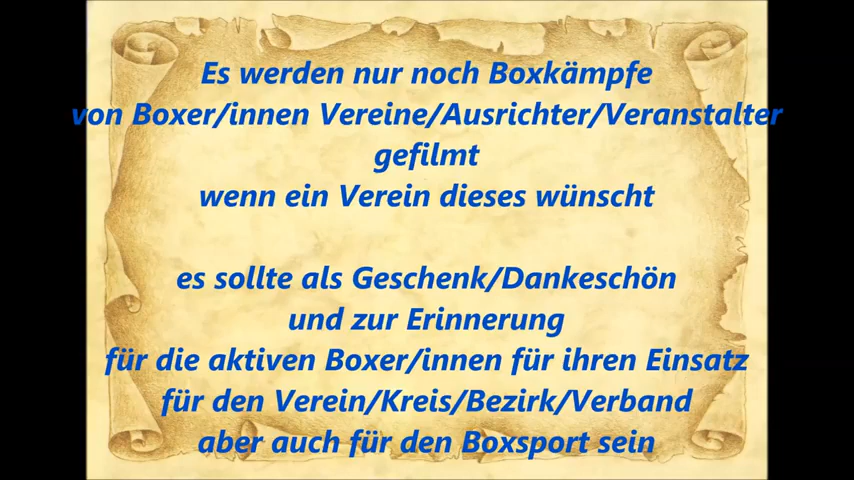 Es werden nur noch Boxkämpfe
von Boxer/innen Vereine/Ausrichter/Veranstalter
gefilmt
wenn ein Verein dieses wünscht
es sollte als Geschenk/Dankeschön
und zur Erinnerung
für die aktiven Boxer/innen für ihren Einsatz
für den Verein/Kreis/Bezirk/Verband
aber auch für den Boxsport sein